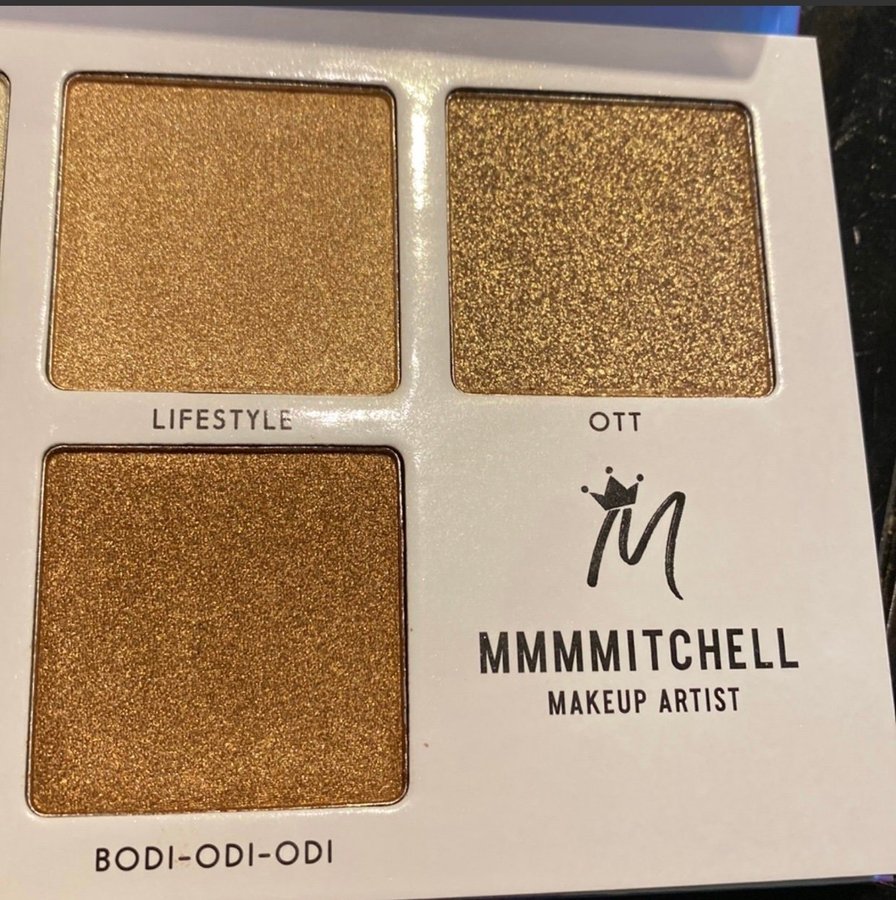 LIFESTYLE
OTT
M
MMMMITCHELL
MAKEUP ARTIST
BODI-ODI-ODI